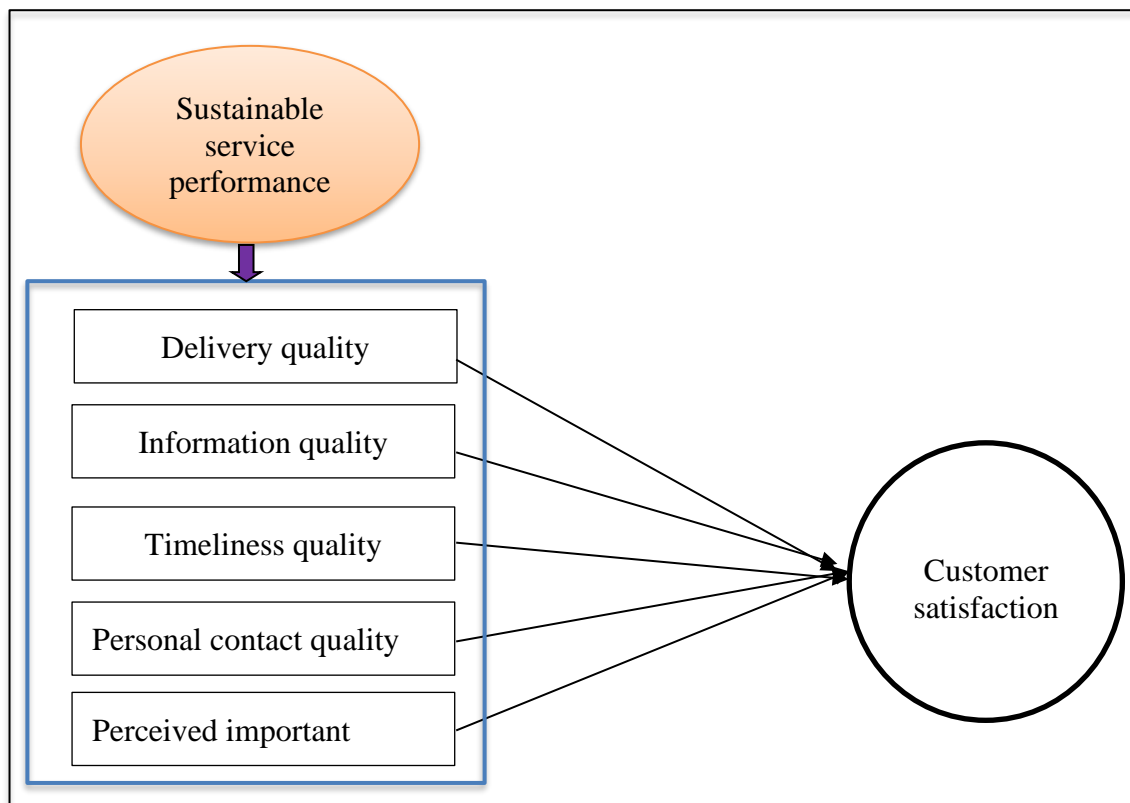 Sustainable
service
performance
Delivery quality
Information quality
Timeliness quality
Personal contact quality
Perceived important
Customer
satisfaction